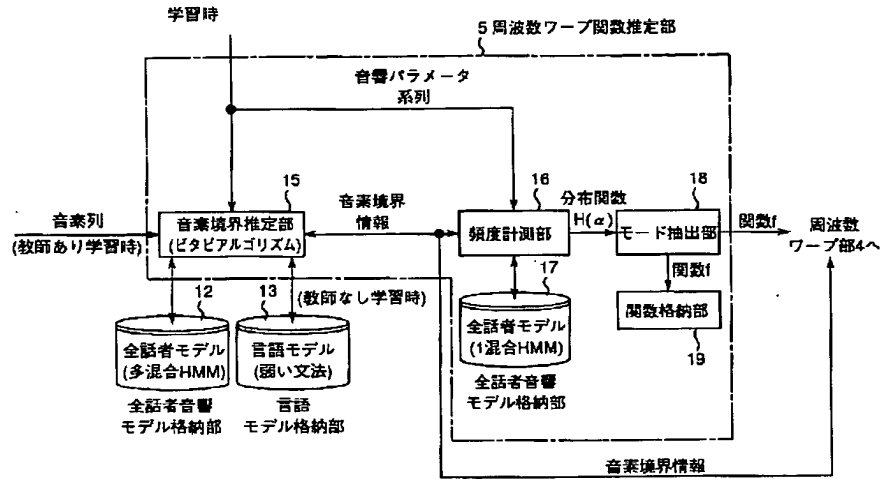 学習時
5 周波数ワープ関数推定部
音響パラメータ
系列
15
16
18
音素列
(教師あり学習時)
音素境界推定部
(ビタビアルゴリズム)
音素境界
情報
頻度計測部
分布関数
H(α)
モード抽出部
関数f
周波数
ワープ部4へ
関数f
(教師なし学習時)
12
13
17
全話者モデル
(多混合HMM)
言語モデル
(弱い文法)
全話者モデル
(1混合HMM)
関数格納部
19
全話者音響
モデル格納部
言語
モデル格納部
全話者音響
モデル格納部
音素境界情報